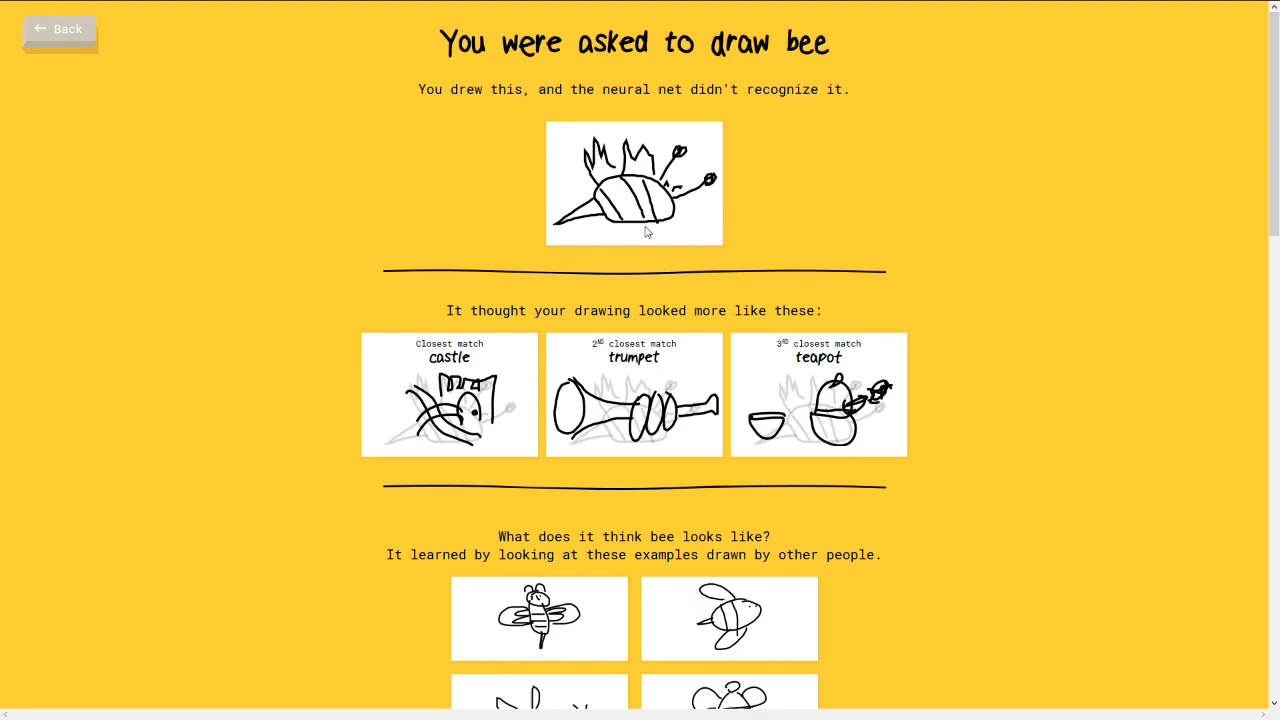 ← Back
You were asked to draw bee
You drew this, and the neural net didn't recognize it.
It thought your drawing looked more like these:
Closest match
castle
2ND closest match
trumpet
3RD closest match
teapot
What does it think bee looks like?
It learned by looking at these examples drawn by other people.